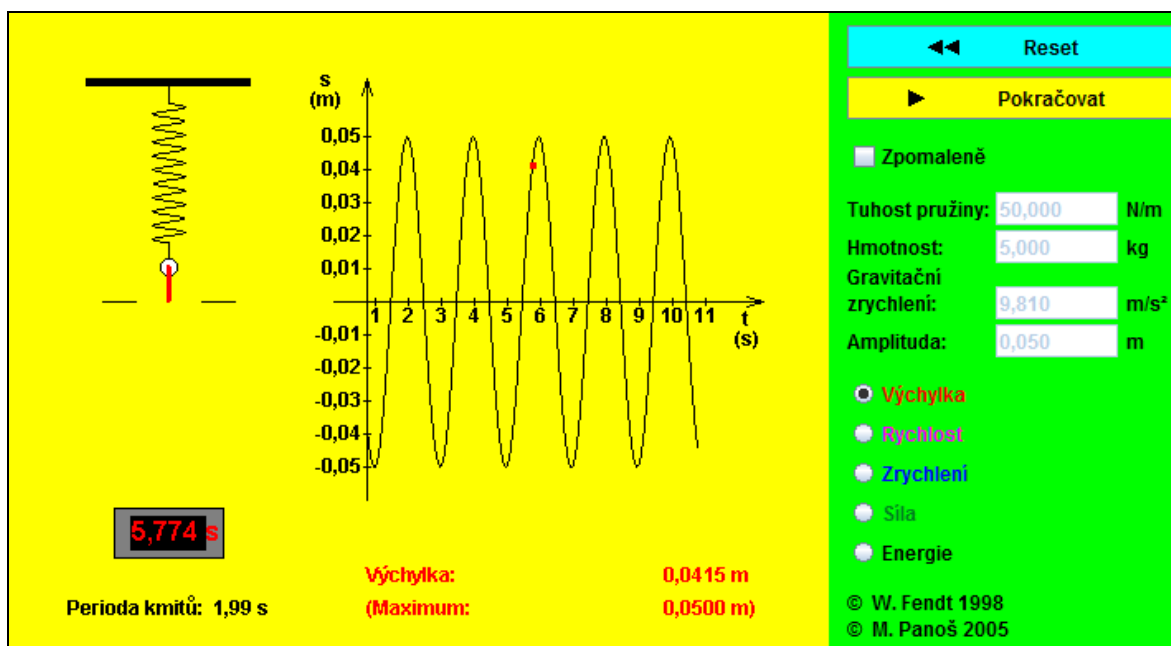 s
(m)
0,05
0,04
0,03
0,02
0,01
-0,01
-0,02
-0,03
-0,04
-0,05
1 2 3 4 5 6 7 8 9 10 11
t
(s)
5,774 s
Perioda kmitů: 1,99 s
Výchylka: 0,0415 m
(Maximum: 0,0500 m)
Reset
Pokračovat
Zpomaleně
Tuhost pružiny: 50,000 N/m
Hmotnost: 5,000 kg
Gravitační
zrychlení: 9,810 m/s²
Amplituda: 0,050 m
Výchylka
Rychlost
Zrychlení
Síla
Energie
© W. Fendt 1998
© M. Panoš 2005